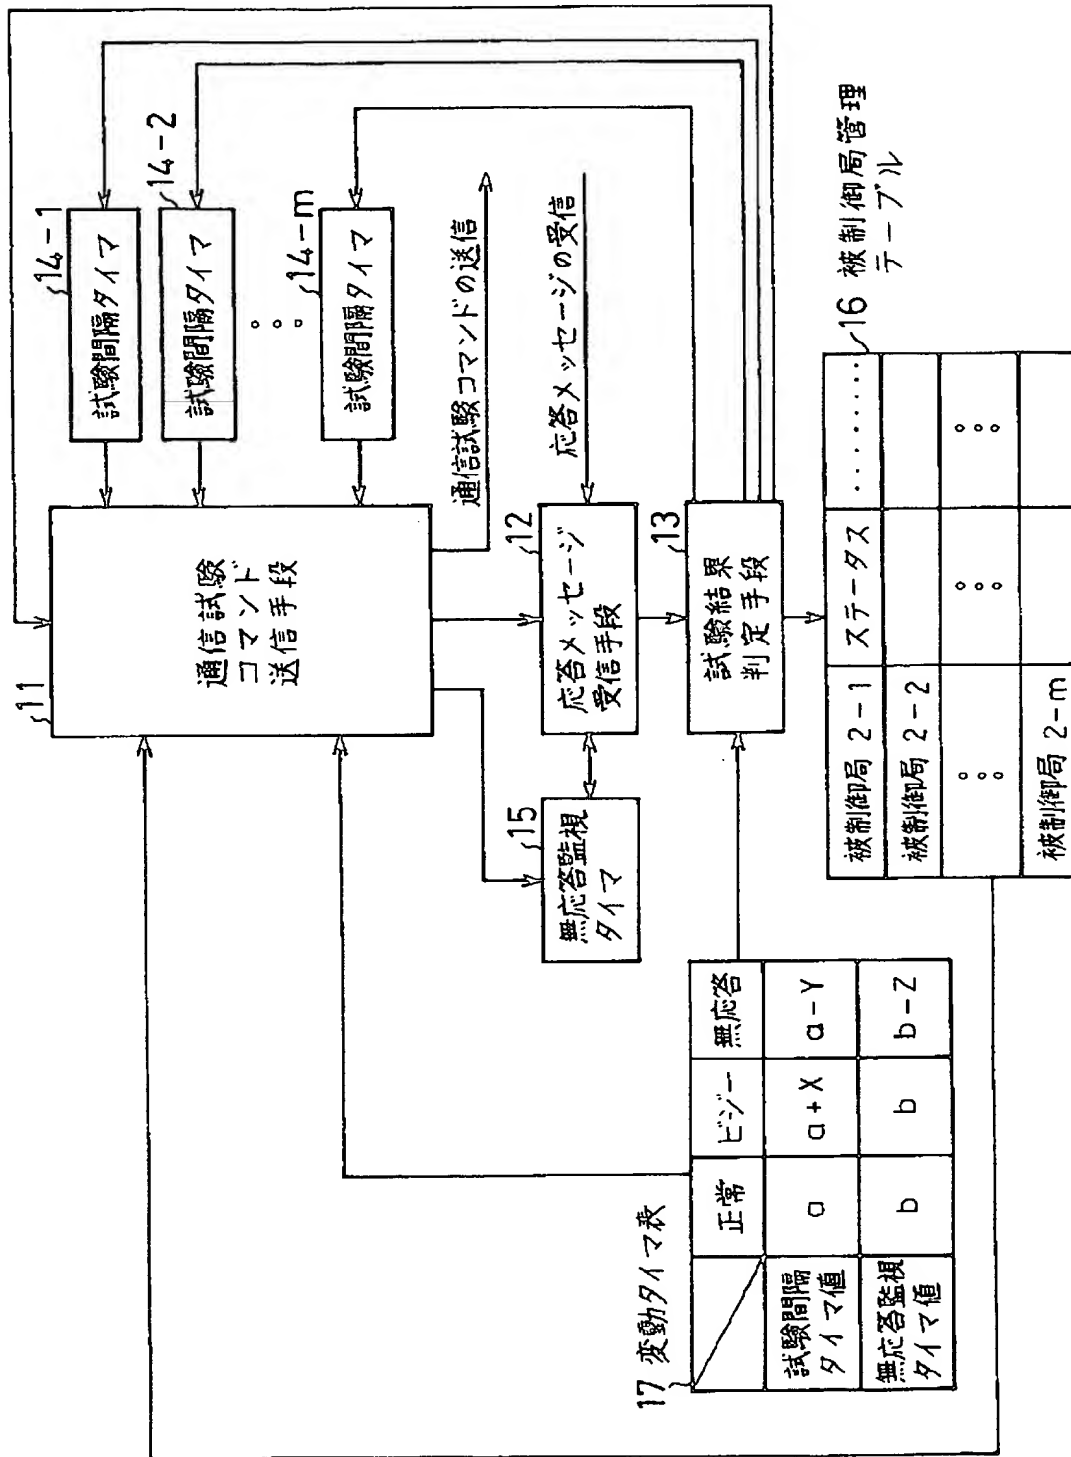 11
通信試験
コマンド
送信手段
14-1
試験間隔タイマ
14-2
試験間隔タイマ
14-m
試験間隔タイマ
通信試験コマンドの送信
応答メッセージの受信
15
無応答監視
タイマ
12
応答メッセージ
受信手段
13
試験結果
判定手段
17 変動タイマ表
正常 ビジー 無応答
試験間隔
タイマ値
a a+X a-Y
無応答監視
タイマ値
b b b-Z
16 被制御局管理
テーブル
被制御局 2-1 ステータス ………
被制御局 2-2
被制御局 2-m